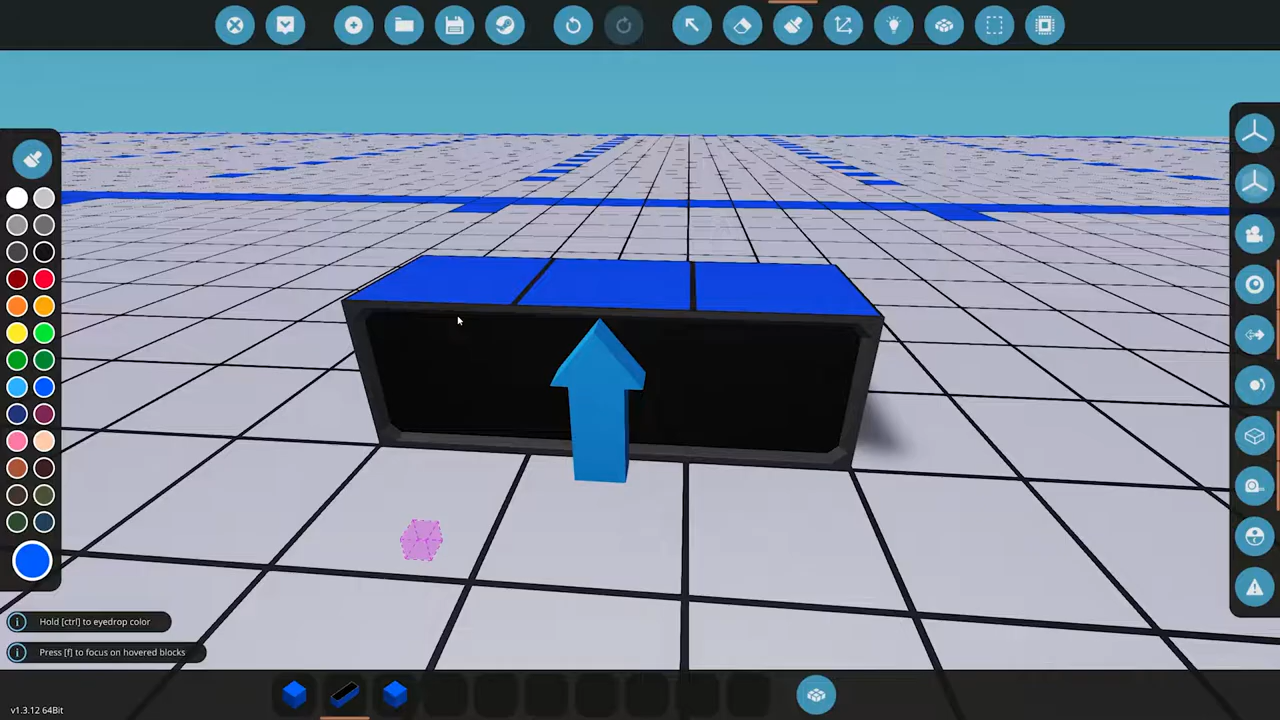 Hold [ctrl] to eyedrop color
Press [f] to focus on hovered blocks
v1.3.12 64Bit